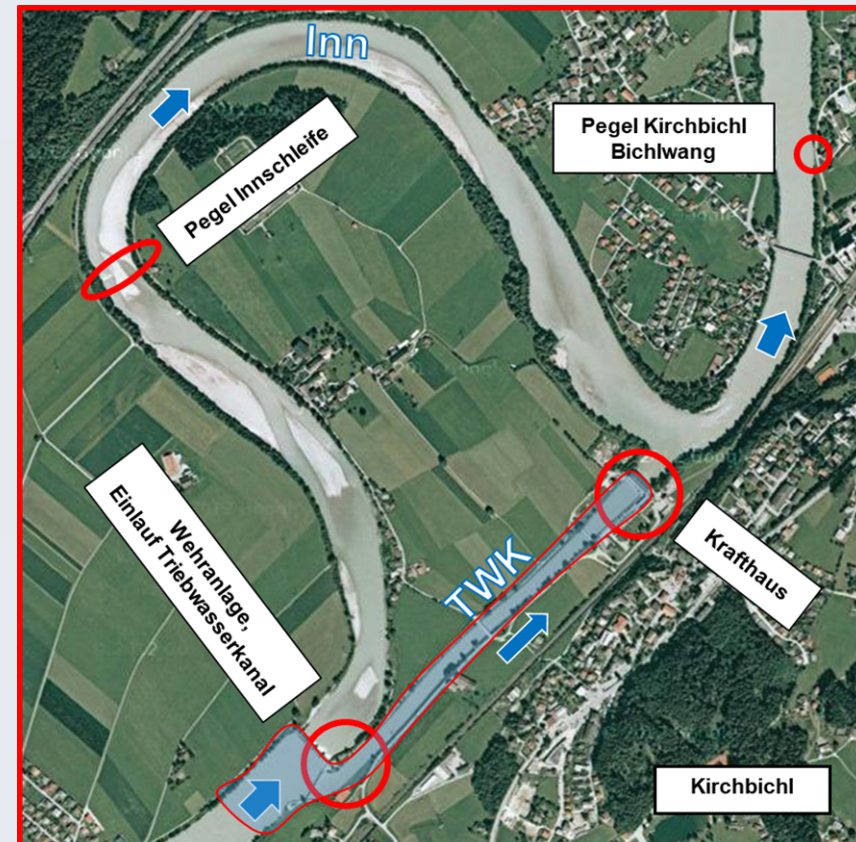 Inn
Pegel Kirchbichl
Bichlwang
Pegel Innschleife
Wehranlage,
Einlauf Triebwasserkanal
TWK
Krafthaus
Kirchbichl